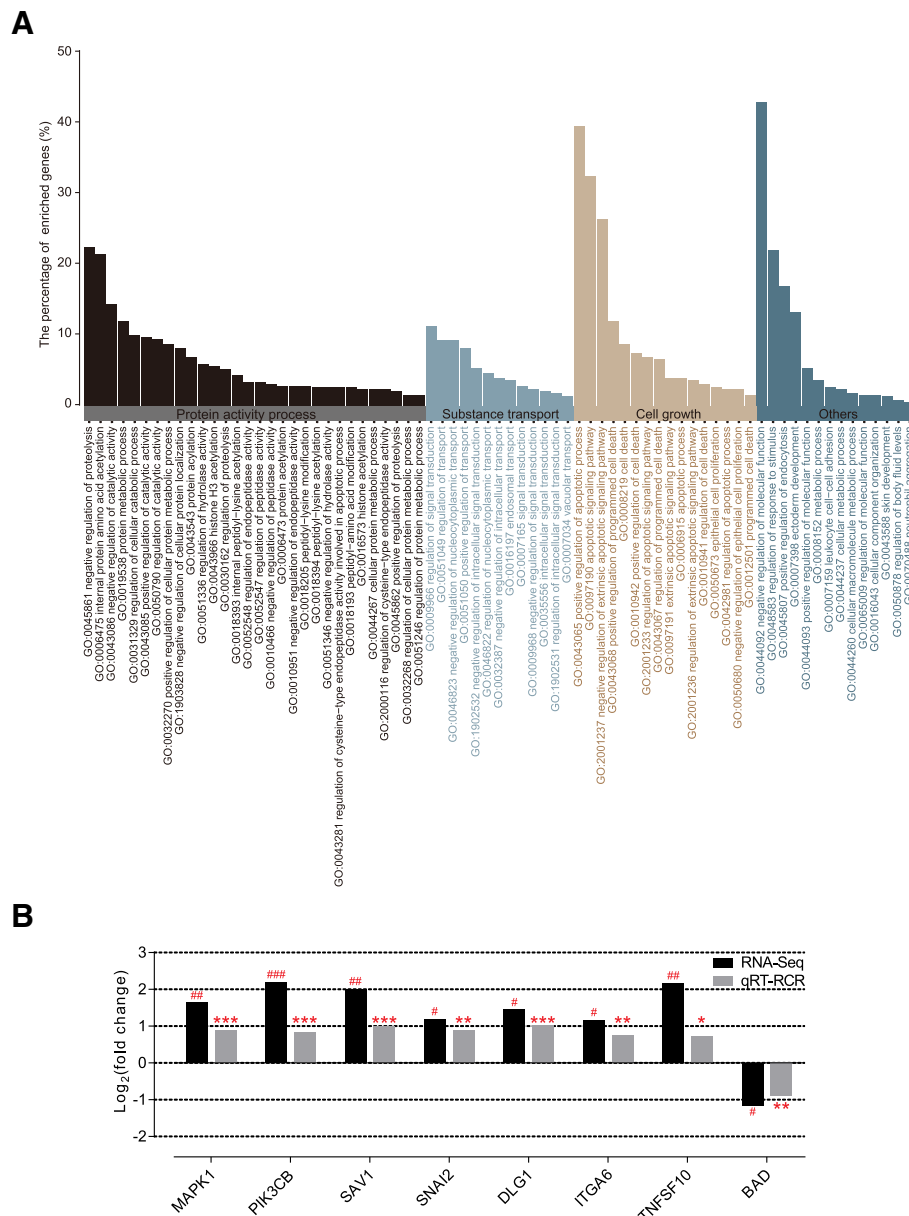 A
The percentage of enriched genes (%)
50
40
30
20
10
0
Protein activity process
Substance transport
Cell growth
Others
GO:0045861 negative regulation of proteolysis
GO:0006475 internal protein amino acid acetylation
GO:0043086 negative regulation of catalytic activity
GO:0019538 protein metabolic process
GO:0031329 regulation of cellular catabolic process
GO:0043085 positive regulation of catalytic activity
GO:0050790 regulation of catalytic activity
GO:0032270 positive regulation of cellular protein metabolic process
GO:1903828 negative regulation of cellular protein localization
GO:0043543 protein acylation
GO:0051336 regulation of hydrolase activity
GO:0043966 histone H3 acetylation
GO:0030162 regulation of proteolysis
GO:0018393 internal peptidyl−lysine acetylation
GO:0052548 regulation of endopeptidase activity
GO:0052547 regulation of peptidase activity
GO:0010466 negative regulation of peptidase activity
GO:0006473 protein acetylation
GO:0010951 negative regulation of endopeptidase activity
GO:0018205 peptidyl−lysine modification
GO:0018394 peptidyl−lysine acetylation
GO:0051346 negative regulation of hydrolase activity
GO:0043281 regulation of cysteine−type endopeptidase activity involved in apoptotic process
GO:0018193 peptidyl−amino acid modification
GO:0016573 histone acetylation
GO:0044267 cellular protein metabolic process
GO:2000116 regulation of cysteine−type endopeptidase activity
GO:0045862 positive regulation of proteolysis
GO:0032268 regulation of cellular protein metabolic process
GO:0051246 regulation of protein metabolic process
GO:0009966 regulation of signal transduction
GO:0051049 regulation of transport
GO:0046823 negative regulation of nucleocytoplasmic transport
GO:0051051 negative regulation of transport
GO:1902532 negative regulation of intracellular signal transduction
GO:0046822 regulation of nucleocytoplasmic transport
GO:0032387 negative regulation of intracellular transport
GO:0016197 endosomal transport
GO:0007165 signal transduction
GO:0009968 negative regulation of signal transduction
GO:0035556 intracellular signal transduction
GO:1902531 regulation of intracellular signal transduction
GO:0007034 vacuolar transport
GO:0043065 positive regulation of apoptotic process
GO:0097190 apoptotic signaling pathway
GO:2001237 negative regulation of extrinsic apoptotic signaling pathway
GO:0043068 positive regulation of programmed cell death
GO:0008219 cell death
GO:0010942 positive regulation of cell death
GO:2001233 regulation of apoptotic signaling pathway
GO:0043067 regulation of programmed cell death
GO:0097191 extrinsic apoptotic signaling pathway
GO:0006915 apoptotic process
GO:2001236 regulation of extrinsic apoptotic signaling pathway
GO:0010941 regulation of cell death
GO:0050673 epithelial cell proliferation
GO:0042981 regulation of apoptotic process
GO:0050680 negative regulation of epithelial cell proliferation
GO:0012501 programmed cell death
GO:0044092 negative regulation of molecular function
GO:0048583 regulation of response to stimulus
GO:0045807 positive regulation of endocytosis
GO:0007398 ectoderm development
GO:0044093 positive regulation of molecular function
GO:0008152 metabolic process
GO:0007159 leukocyte cell adhesion
GO:0044237 cellular metabolic process
GO:0044260 cellular macromolecule metabolic process
GO:0065009 regulation of molecular function
GO:0016043 cellular component organization
GO:0043588 skin development
GO:0050878 regulation of body fluid levels
B
Log2(fold change)
3
2
1
0
-1
-2
RNA-Seq
qRT-RCR
## *** ### *** ## *** # ** # *** # ** ## * # **
MAPK1
PIK3CB
SAV1
SNAI2
DLG1
ITGA6
TNFSF10
BAD